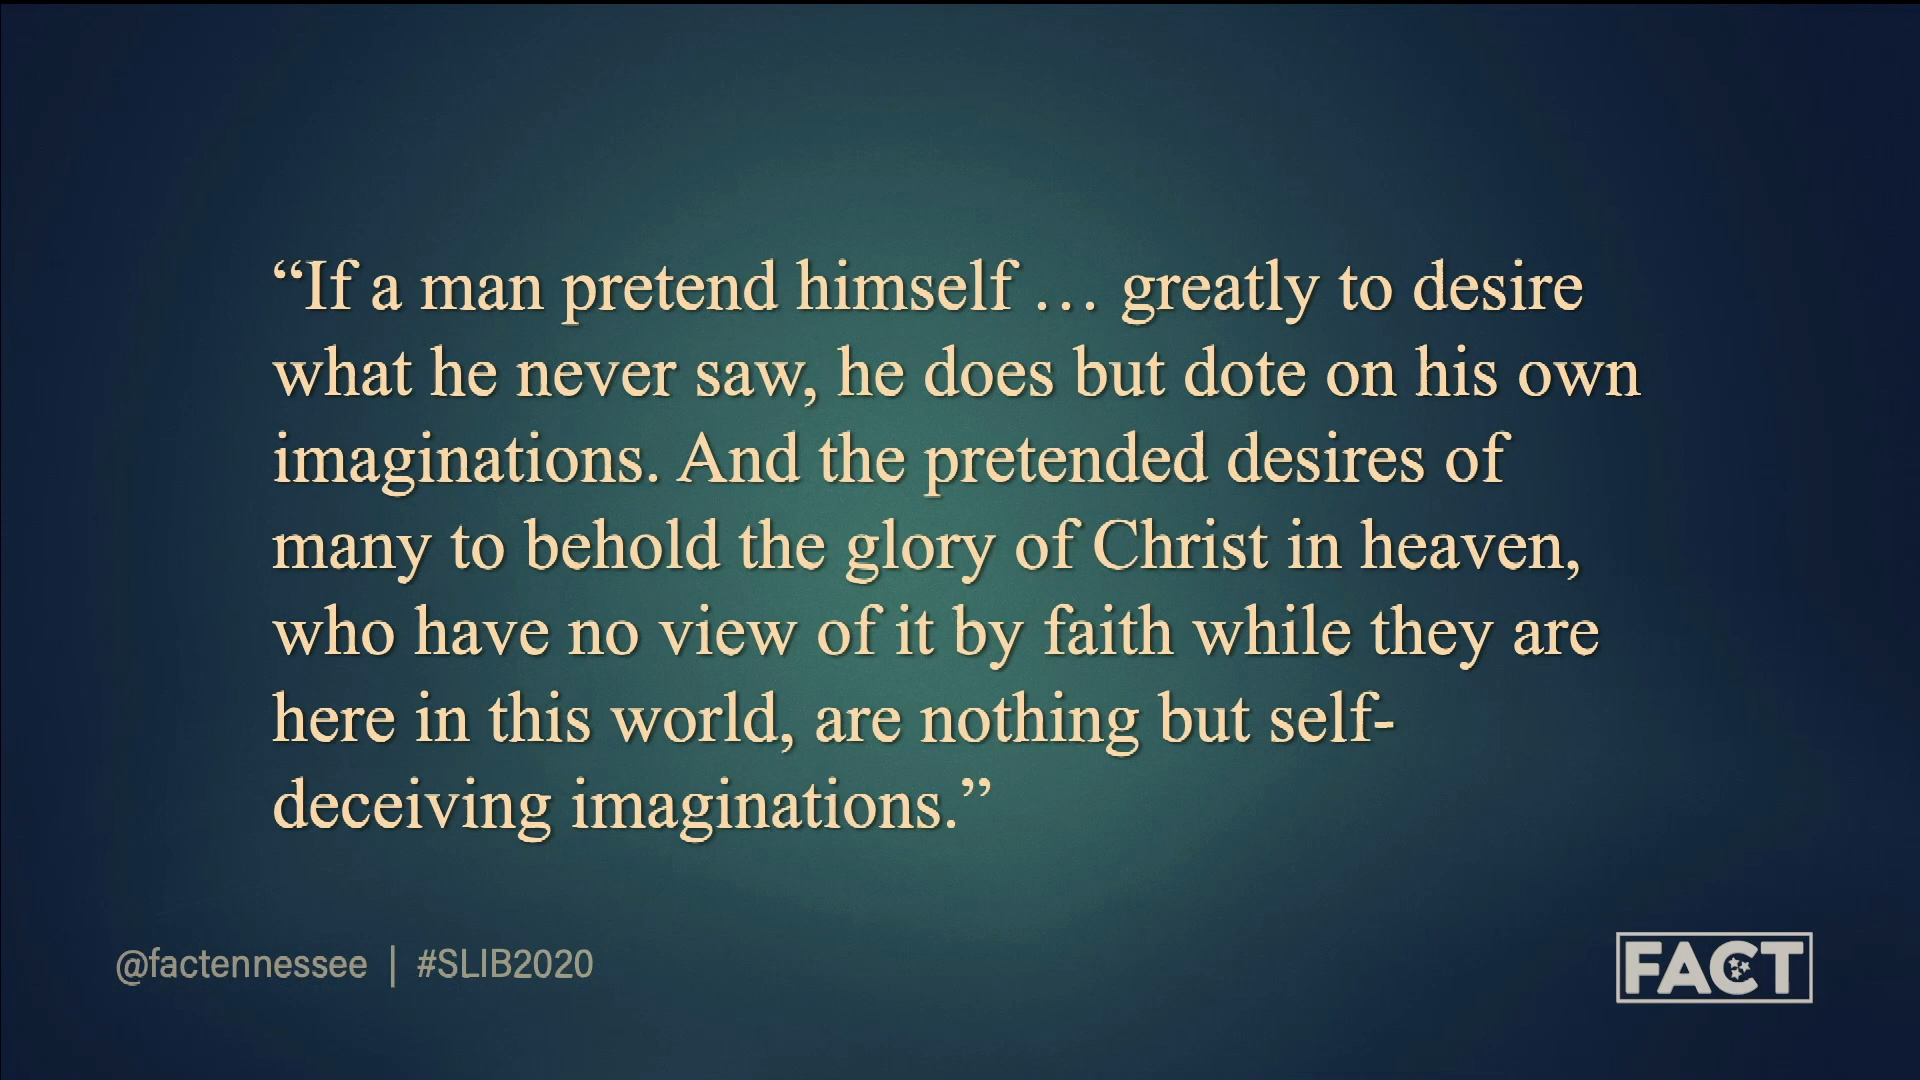 “If a man pretend himself … greatly to desire
what he never saw, he does but dote on his own
imaginations. And the pretended desires of
many to behold the glory of Christ in heaven,
who have no view of it by faith while they are
here in this world, are nothing but self-
deceiving imaginations.”
@factennessee | #SLIB2020
FACT